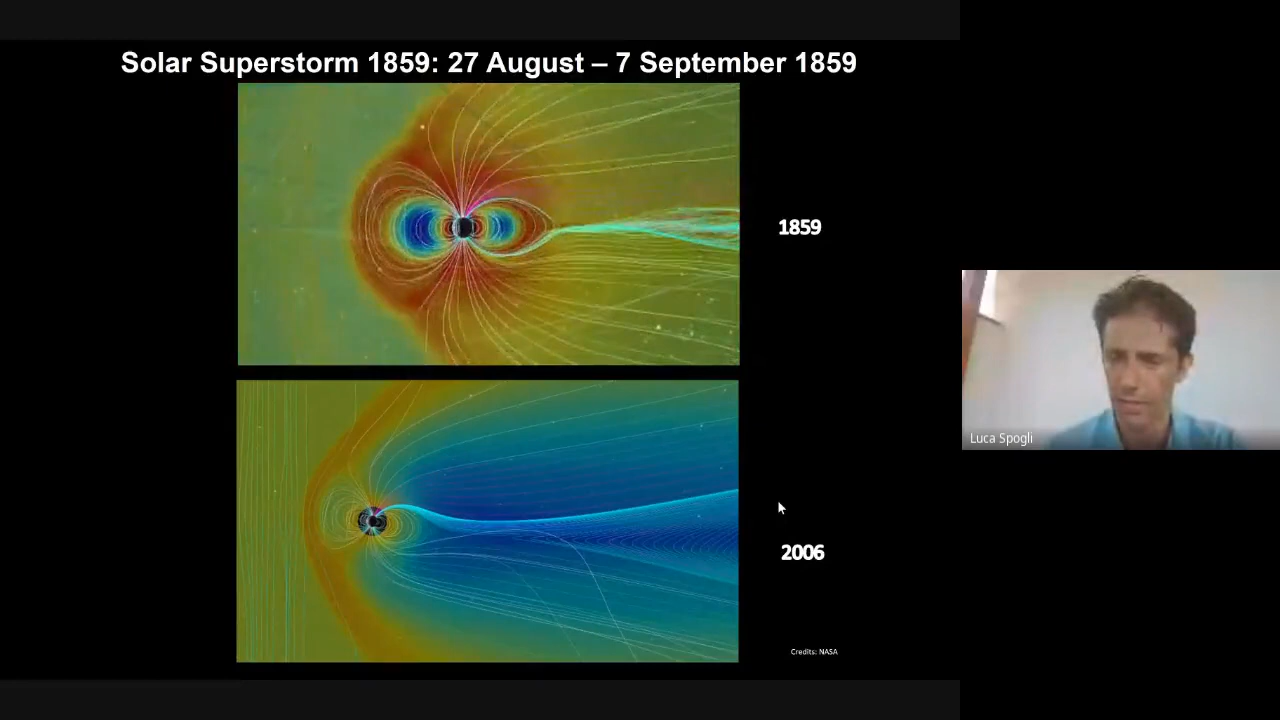 Solar Superstorm 1859: 27 August – 7 September 1859
1859
Luca Spogli
2006
Credits: NASA